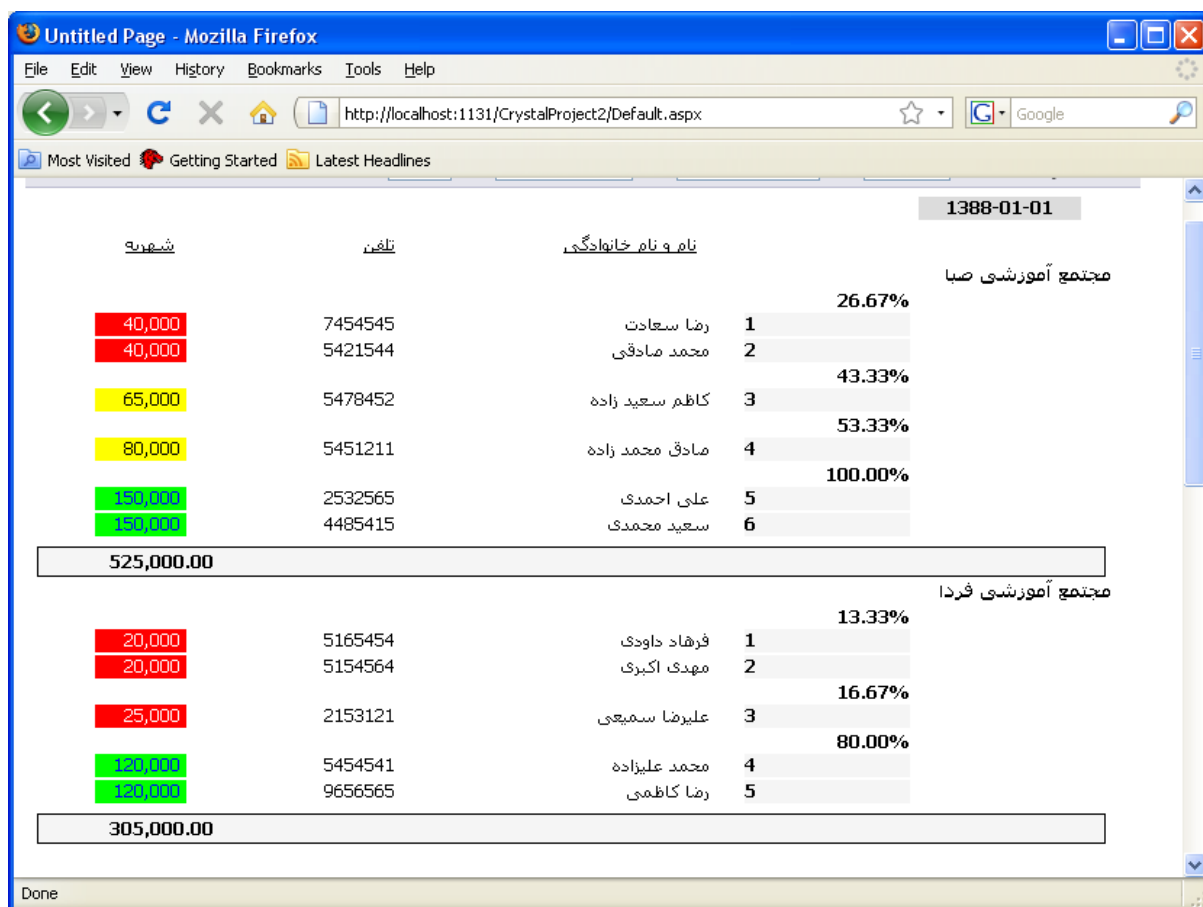 Untitled Page - Mozilla Firefox
File Edit View History Bookmarks Tools Help
http://localhost:1131/CrystalProject2/Default.aspx
G Google
Most Visited Getting Started Latest Headlines
1388-01-01
نام و نام خانوادگی تلفن شهریه
مجتمع آموزشی صبا
26.67%
1 رضا سعادت 7454545 40,000
2 محمد صادقی 5421544 40,000
43.33%
3 کاظم سعید زاده 5478452 65,000
53.33%
4 صادق محمد زاده 5451211 80,000
100.00%
5 علی احمدی 2532565 150,000
6 سعید محمدی 4485415 150,000
525,000.00
مجتمع آموزشی فردا
13.33%
1 فرهاد داودی 5165454 20,000
2 مهدی اکبری 5154564 20,000
16.67%
3 علیرضا سمیعی 2153121 25,000
80.00%
4 محمد علیزاده 5454541 120,000
5 رضا کاظمی 9656565 120,000
305,000.00
Done